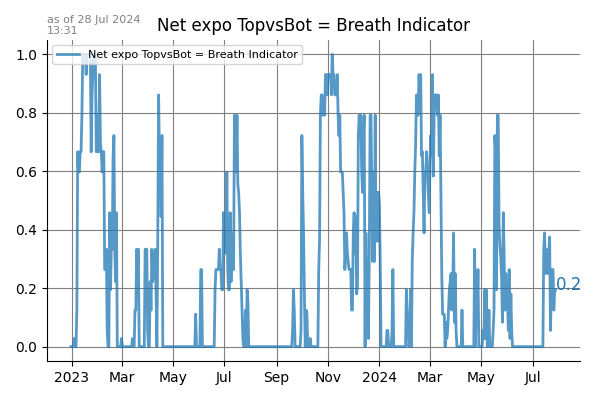 as of 28 Jul 2024
13:31
Net expo TopvsBot = Breath Indicator
Net expo TopvsBot = Breath Indicator
1.0
0.8
0.6
0.4
0.2
0.0
0.2
2023 Mar May Jul Sep Nov 2024 Mar May Jul